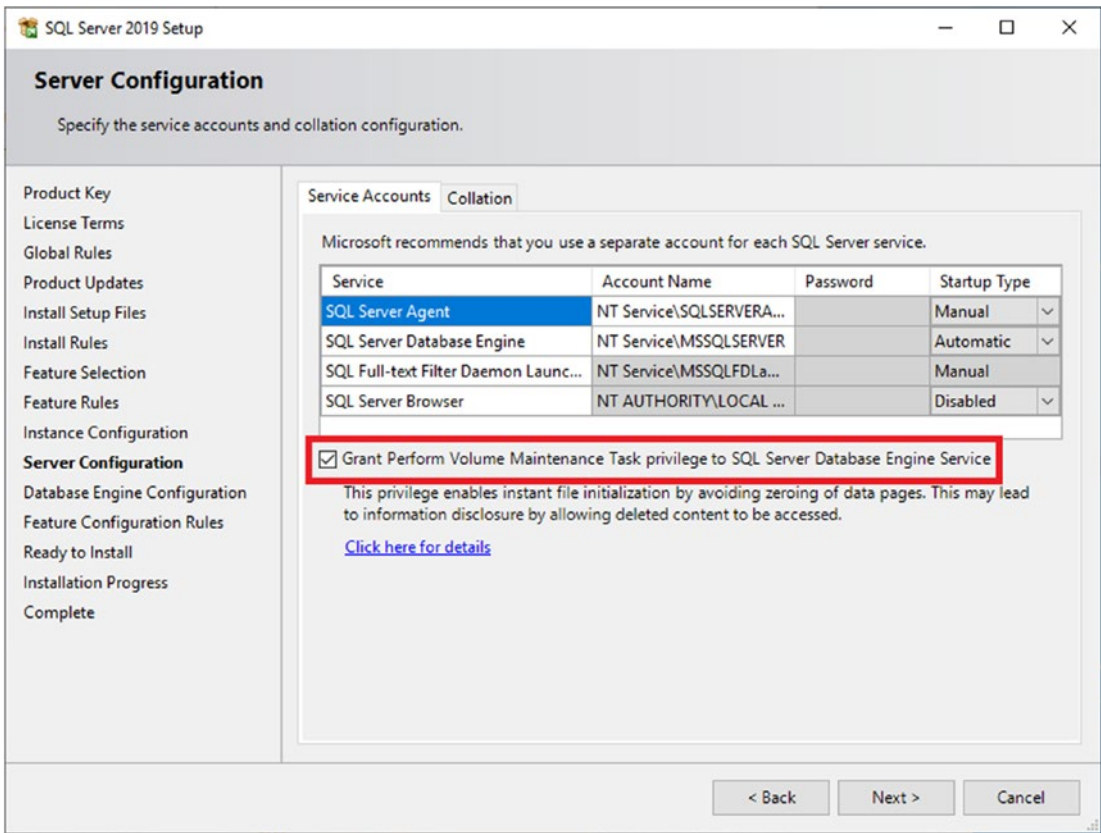 SQL Server 2019 Setup
Server Configuration
Specify the service accounts and collation configuration.
Product Key
License Terms
Global Rules
Product Updates
Install Setup Files
Install Rules
Feature Selection
Feature Rules
Instance Configuration
Server Configuration
Database Engine Configuration
Feature Configuration Rules
Ready to Install
Installation Progress
Complete
Service Accounts Collation
Microsoft recommends that you use a separate account for each SQL Server service.
Service Account Name Password Startup Type
SQL Server Agent NT Service\SQLSERVERA... Manual
SQL Server Database Engine NT Service\MSSQLSERVER Automatic
SQL Full-text Filter Daemon Launc... NT Service\MSSQLFDLa... Manual
SQL Server Browser NT AUTHORITY\LOCAL ... Disabled
Grant Perform Volume Maintenance Task privilege to SQL Server Database Engine Service
This privilege enables instant file initialization by avoiding zeroing of data pages. This may lead
to information disclosure by allowing deleted content to be accessed.
Click here for details
< Back Next > Cancel